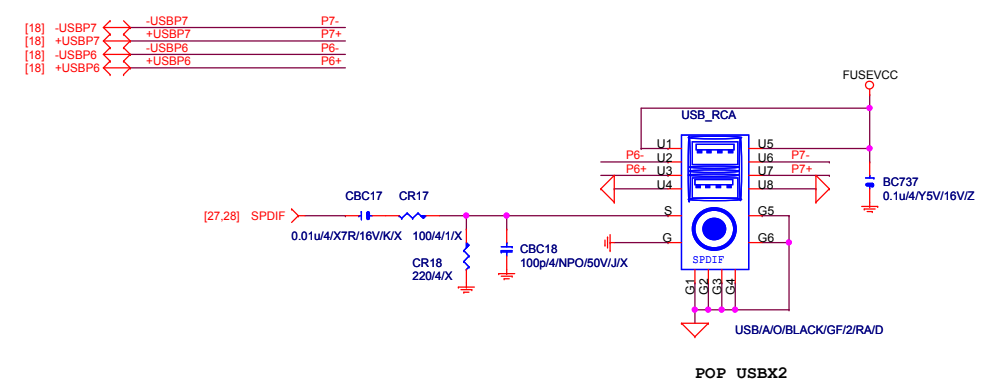 [18] -USBP7 -USBP7 P7-
[18] +USBP7 +USBP7 P7+
[18] -USBP6 -USBP6 P6-
[18] +USBP6 +USBP6 P6+
FUSEVCC
USB_RCA
U1 U5
P6- U2 U6 P7-
P6+ U3 U7 P7+
U4 U8
BC737
0.1u/4/Y5V/16V/Z
CBC17 CR17
[27,28] SPDIF S G5
0.01u/4/X7R/16V/K/X 100/4/1/X
G G6
CBC18
100p/4/NPO/50V/J/X
CR18
220/4/X
SPDIF
G1 G2 G3 G4
USB/A/O/BLACK/GF/2/RA/D
POP USBX2